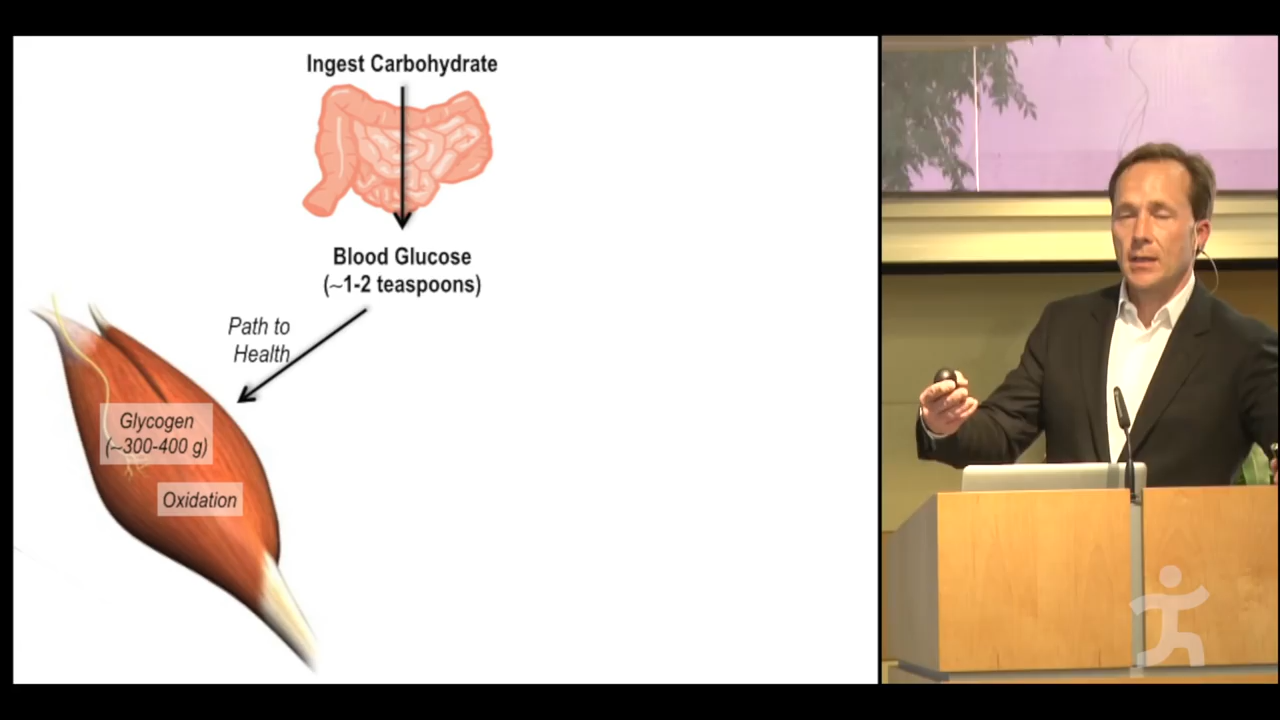 Ingest Carbohydrate
Blood Glucose
(~1-2 teaspoons)
Path to
Health
Glycogen
(~300-400 g)
Oxidation